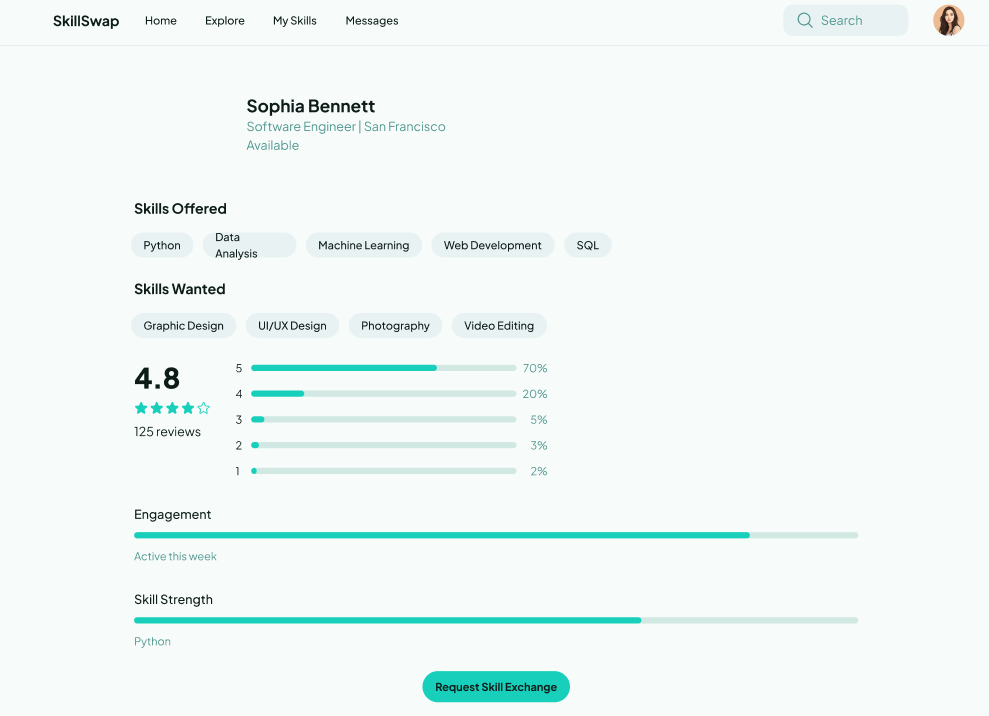 SkillSwap Home Explore My Skills Messages Search
Sophia Bennett
Software Engineer | San Francisco
Available
Skills Offered
Python Data Analysis Machine Learning Web Development SQL
Skills Wanted
Graphic Design UI/UX Design Photography Video Editing
4.8
125 reviews
5 70%
4 20%
3 5%
2 3%
1 2%
Engagement
Active this week
Skill Strength
Python
Request Skill Exchange